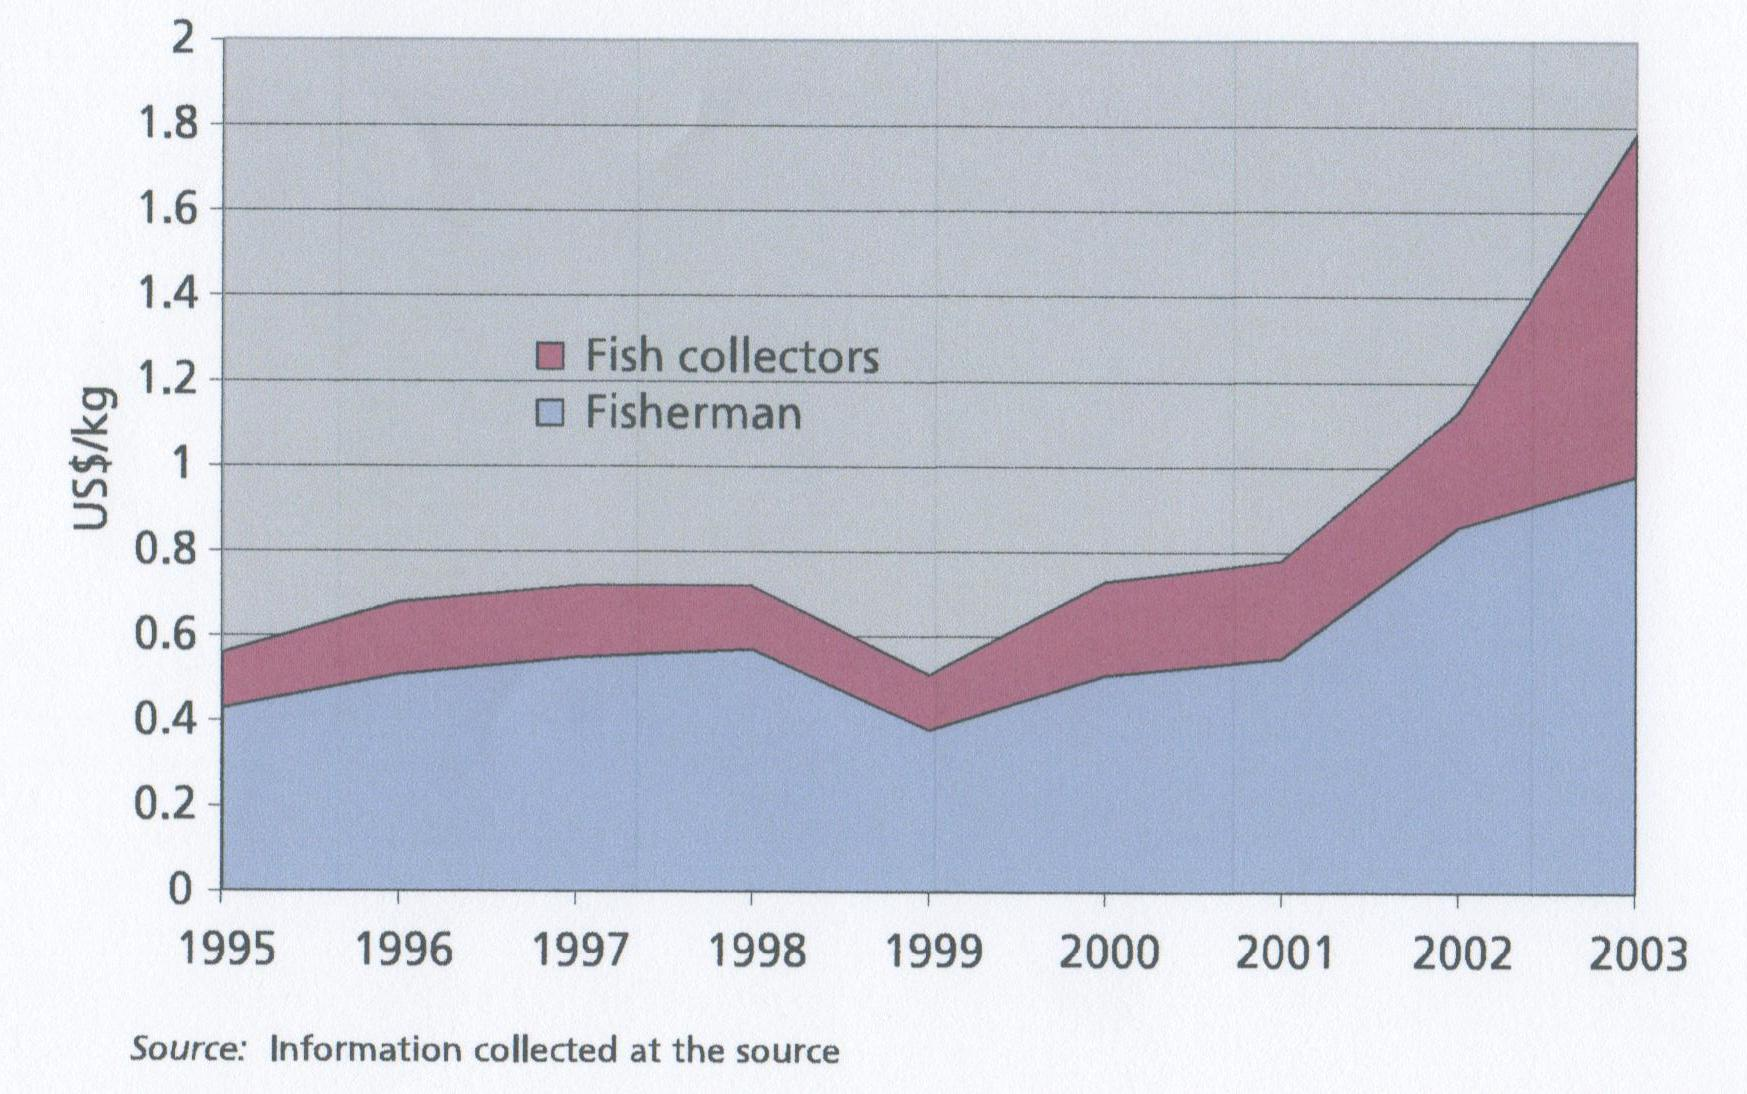 2
1.8
1.6
1.4
1.2
1
0.8
0.6
0.4
0.2
0
US$/kg
Fish collectors
Fisherman
1995 1996 1997 1998 1999 2000 2001 2002 2003
Source: Information collected at the source